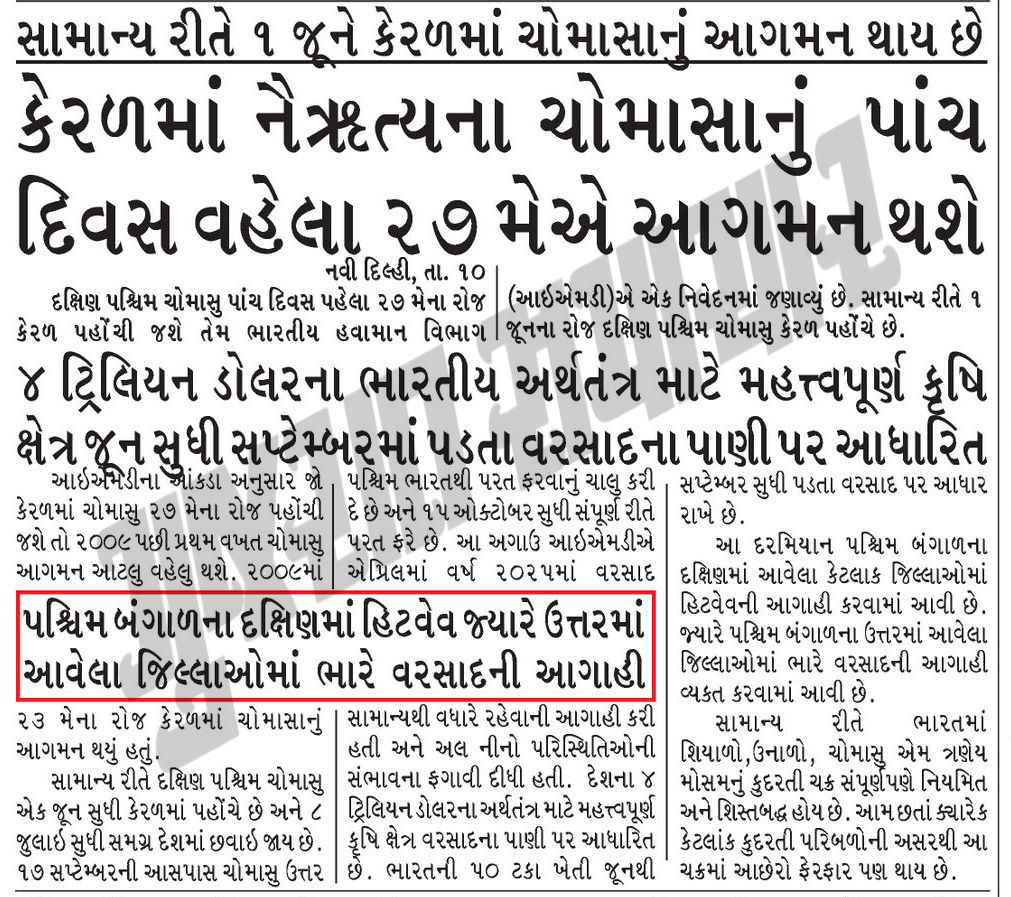 સામાન્ય રીતે ૧ જૂને કેરળમાં ચોમાસાનું આગમન થાય છે
કેરળમાં નૈઋત્યના ચોમાસાનું પાંચ
દિવસ વહેલા ૨૭ મેએ આગમન થશે
નવી દિલ્હી, તા. ૧૦
દક્ષિણ પશ્ચિમ ચોમાસુ પાંચ દિવસ પહેલા ૨૭ મેના રોજ
કેરળ પહોંચી જશે તેમ ભારતીય હવામાન વિભાગ
(આઈએમડી)એ એક નિવેદનમાં જણાવ્યું છે. સામાન્ય રીતે ૧
જૂનના રોજ દક્ષિણ પશ્ચિમ ચોમાસુ કેરળ પહોંચે છે.
૪ ટ્રિલિયન ડોલરના ભારતીય અર્થતંત્ર માટે મહત્ત્વપૂર્ણ કૃષિ
ક્ષેત્ર જૂન સુધી સપ્ટેમ્બરમાં પડતા વરસાદના પાણી પર આધારિત
આઇએમડીના આંકડા અનુસાર જો
કેરળમાં ચોમાસુ ૨૭ મેના રોજ પહોંચી
જશે તો ૨૦૦૯ પછી પ્રથમ વખત ચોમાસુ
આગમન આટલુ વહેલુ થશે. ૨૦૦૯માં
૨૩ મેના રોજ કેરળમાં ચોમાસાનું
આગમન થયું હતું.
સામાન્ય રીતે દક્ષિણ પશ્ચિમ ચોમાસુ
એક જૂન સુધી કેરળમાં પહોંચે છે અને ૮
જુલાઇ સુધી સમગ્ર દેશમાં છવાઇ જાય છે.
૧૭ સપ્ટેમ્બરની આસપાસ ચોમાસુ ઉત્તર
પશ્ચિમ ભારતથી પરત ફરવાનું ચાલુ કરી
દે છે અને ૧૫ ઓક્ટોબર સુધી સંપૂર્ણ રીતે
પરત ફરે છે. આ અગાઉ આઇએમડીએ
એપ્રિલમાં વર્ષ ૨૦૨૫માં વરસાદ
સામાન્યથી વધારે રહેવાની આગાહી કરી
હતી અને અલ નીનો પરિસ્થિતિઓની
સંભાવના ફગાવી દીધી હતી. દેશના ૪
ટ્રિલિયન ડોલરના અર્થતંત્ર માટે મહત્ત્વપૂર્ણ
કૃષિ ક્ષેત્ર વરસાદના પાણી પર આધારિત
છે. ભારતની ૫૦ ટકા ખેતી જૂનથી
પશ્ચિમ બંગાળના દક્ષિણમાં હિટવેવ જ્યારે ઉત્તરમાં
આવેલા જિલ્લાઓમાં ભારે વરસાદની આગાહી
સપ્ટેમ્બર સુધી પડતા વરસાદ પર આધાર
રાખે છે.
આ દરમિયાન પશ્ચિમ બંગાળના
દક્ષિણમાં આવેલા કેટલાક જિલ્લાઓમાં
હિટવેવની આગાહી કરવામાં આવી છે.
જ્યારે પશ્ચિમ બંગાળના ઉત્તરમાં આવેલા
જિલ્લાઓમાં ભારે વરસાદની આગાહી
વ્યકત કરવામાં આવી છે.
સામાન્ય રીતે ભારતમાં
શિયાળો,ઉનાળો, ચોમાસુ એમ ત્રણેય
મોસમનું કુદરતી ચક્ર સંપૂર્ણપણે નિયમિત
અને શિસ્તબદ્ધ હોય છે. આમ છતાં ક્યારેક
કેટલાંક કુદરતી પરિબળોની અસરથી આ
ચક્રમાં આછેરો ફેરફાર પણ થાય છે.
ગુજરાત સમાચાર